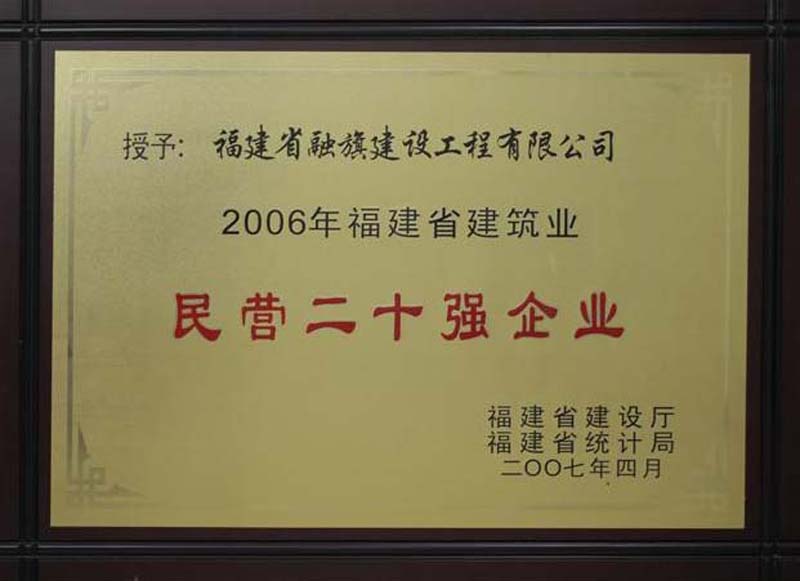 授予: 福建省融旗建设工程有限公司
2006年福建省建筑业
民营二十强企业
福建省建设厅
福建省统计局
二〇〇七年四月